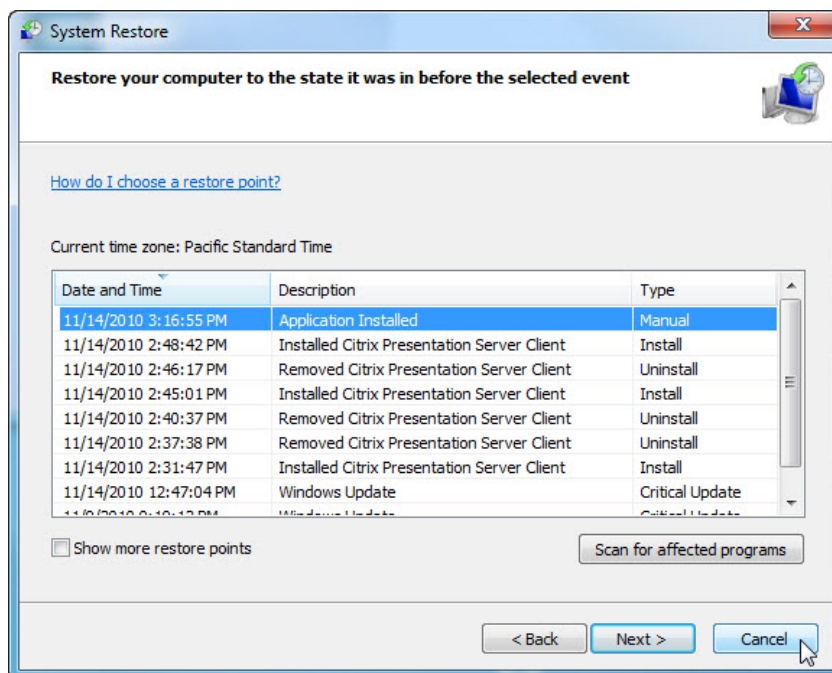 System Restore
Restore your computer to the state it was in before the selected event
How do I choose a restore point?
Current time zone: Pacific Standard Time
Date and Time Description Type
11/14/2010 3:16:55 PM Application Installed Manual
11/14/2010 2:48:42 PM Installed Citrix Presentation Server Client Install
11/14/2010 2:46:17 PM Removed Citrix Presentation Server Client Uninstall
11/14/2010 2:45:01 PM Installed Citrix Presentation Server Client Install
11/14/2010 2:40:37 PM Removed Citrix Presentation Server Client Uninstall
11/14/2010 2:37:38 PM Removed Citrix Presentation Server Client Uninstall
11/14/2010 2:31:47 PM Installed Citrix Presentation Server Client Install
11/14/2010 12:47:04 PM Windows Update Critical Update
Windows Update Critical Update
Show more restore points Scan for affected programs
< Back Next > Cancel